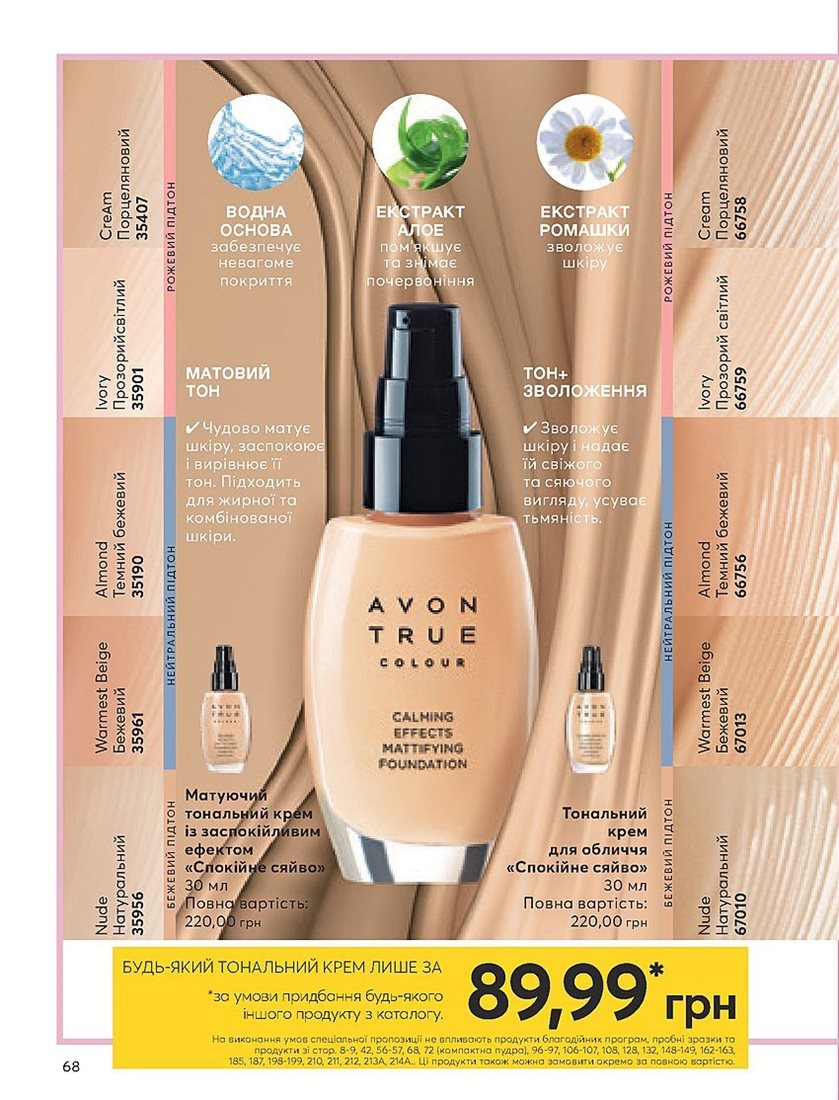 CreAm
Порцеляновий
35407
Ivory
Прозорийсвітлий
35901
Almond
Темний бежевий
35190
Warmest Beige
Бежевий
35961
Nude
Натуральний
35956
РОЖЕВИЙ ПІДТОН
НЕЙТРАЛЬНИЙ ПІДТОН
БЕЖЕВИЙ ПІДТОН
ВОДНА
ОСНОВА
забезпечує
невагоме
покриття
ЕКСТРАКТ
АЛОЕ
пом'якшує
та знімає
почервоніння
ЕКСТРАКТ
РОМАШКИ
зволожує
шкіру
МАТОВИЙ
ТОН
✔ Чудово матує
шкіру, заспокоює
і вирівнює її
тон. Підходить
для жирної та
комбінованої
шкіри.
ТОН+
ЗВОЛОЖЕННЯ
✔ Зволожує
шкіру і надає
їй свіжого
та сяючого
вигляду, усуває
тьмяність.
AVON
TRUE
COLOUR
CALMING
EFFECTS
MATTIFYING
FOUNDATION
AVON
TRUE
AVON
TRUE
Матуючий
тональний крем
із заспокійливим
ефектом
«Спокійне сяйво»
30 мл
Повна вартість:
220,00 грн
Тональний
крем
для обличчя
«Спокійне сяйво»
30 мл
Повна вартість:
220,00 грн
РОЖЕВИЙ ПІДТОН
НЕЙТРАЛЬНИЙ ПІДТОН
БЕЖЕВИЙ ПІДТОН
Cream
Порцеляновий
66758
Ivory
Прозорий світлий
66759
Almond
Темний бежевий
66756
Warmest Beige
Бежевий
67013
Nude
Натуральний
67010
БУДЬ-ЯКИЙ ТОНАЛЬНИЙ КРЕМ ЛИШЕ ЗА
*за умови придбання будь-якого
іншого продукту з каталогу.
89,99* грн
На виконання умов спеціальної пропозиції не впливають продукти благодійних програм, пробні зразки та
продукти зі стор. 8-9, 42, 56-57, 68, 72 (компактна пудра), 96-97, 106-107, 108, 128, 132, 148-149, 162-163,
185, 187, 198-199, 210, 211, 212, 213А, 214А.. Ці продукти також можна замовити окремо за повною вартістю.
68